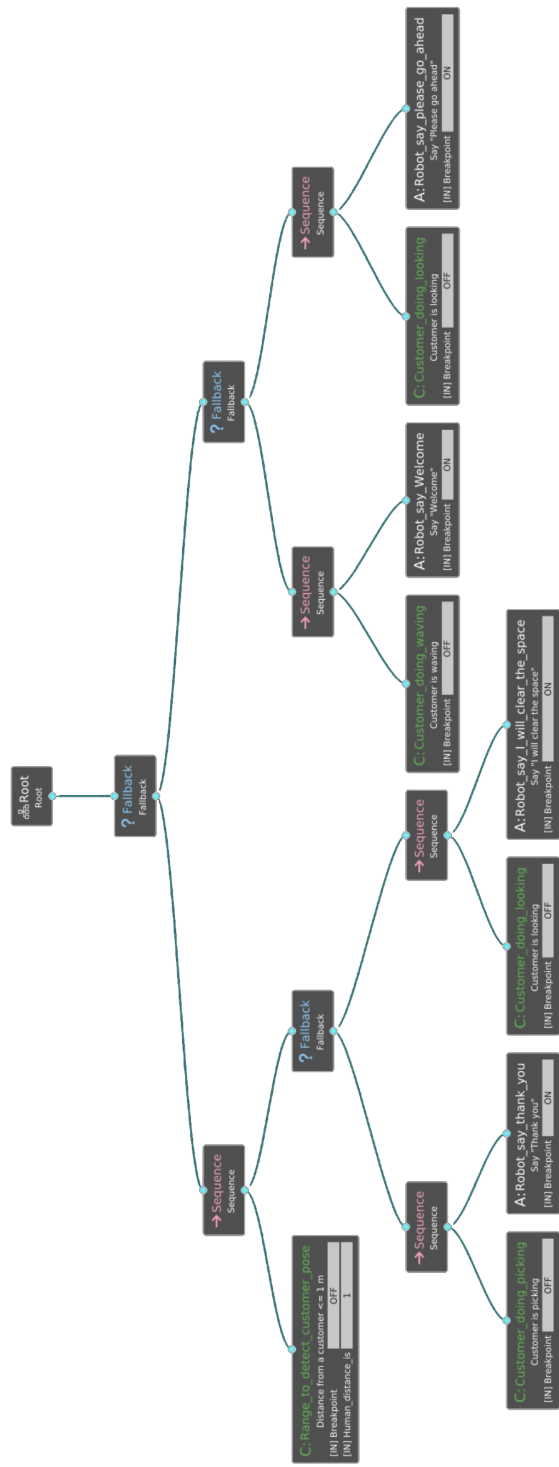 Root
Root
? Fallback
Fallback
→ Sequence
Sequence
? Fallback
Fallback
C: Range_to_detect_customer_pose
Distance from a customer <= 1 m
[IN] Breakpoint OFF
[IN] Human_distance_is 1
? Fallback
Fallback
→ Sequence
Sequence
→ Sequence
Sequence
→ Sequence
Sequence
→ Sequence
Sequence
C: Customer_doing_waving
Customer is waving
[IN] Breakpoint OFF
A: Robot_say_Welcome
Say "Welcome"
[IN] Breakpoint ON
C: Customer_doing_looking
Customer is looking
[IN] Breakpoint OFF
A: Robot_say_please_go_ahead
Say "Please go ahead"
[IN] Breakpoint ON
C: Customer_doing_picking
Customer is picking
[IN] Breakpoint OFF
A: Robot_say_thank_you
Say "Thank you"
[IN] Breakpoint ON
C: Customer_doing_looking
Customer is looking
[IN] Breakpoint OFF
A: Robot_say_I_will_clear_the_space
Say "I will clear the space"
[IN] Breakpoint ON